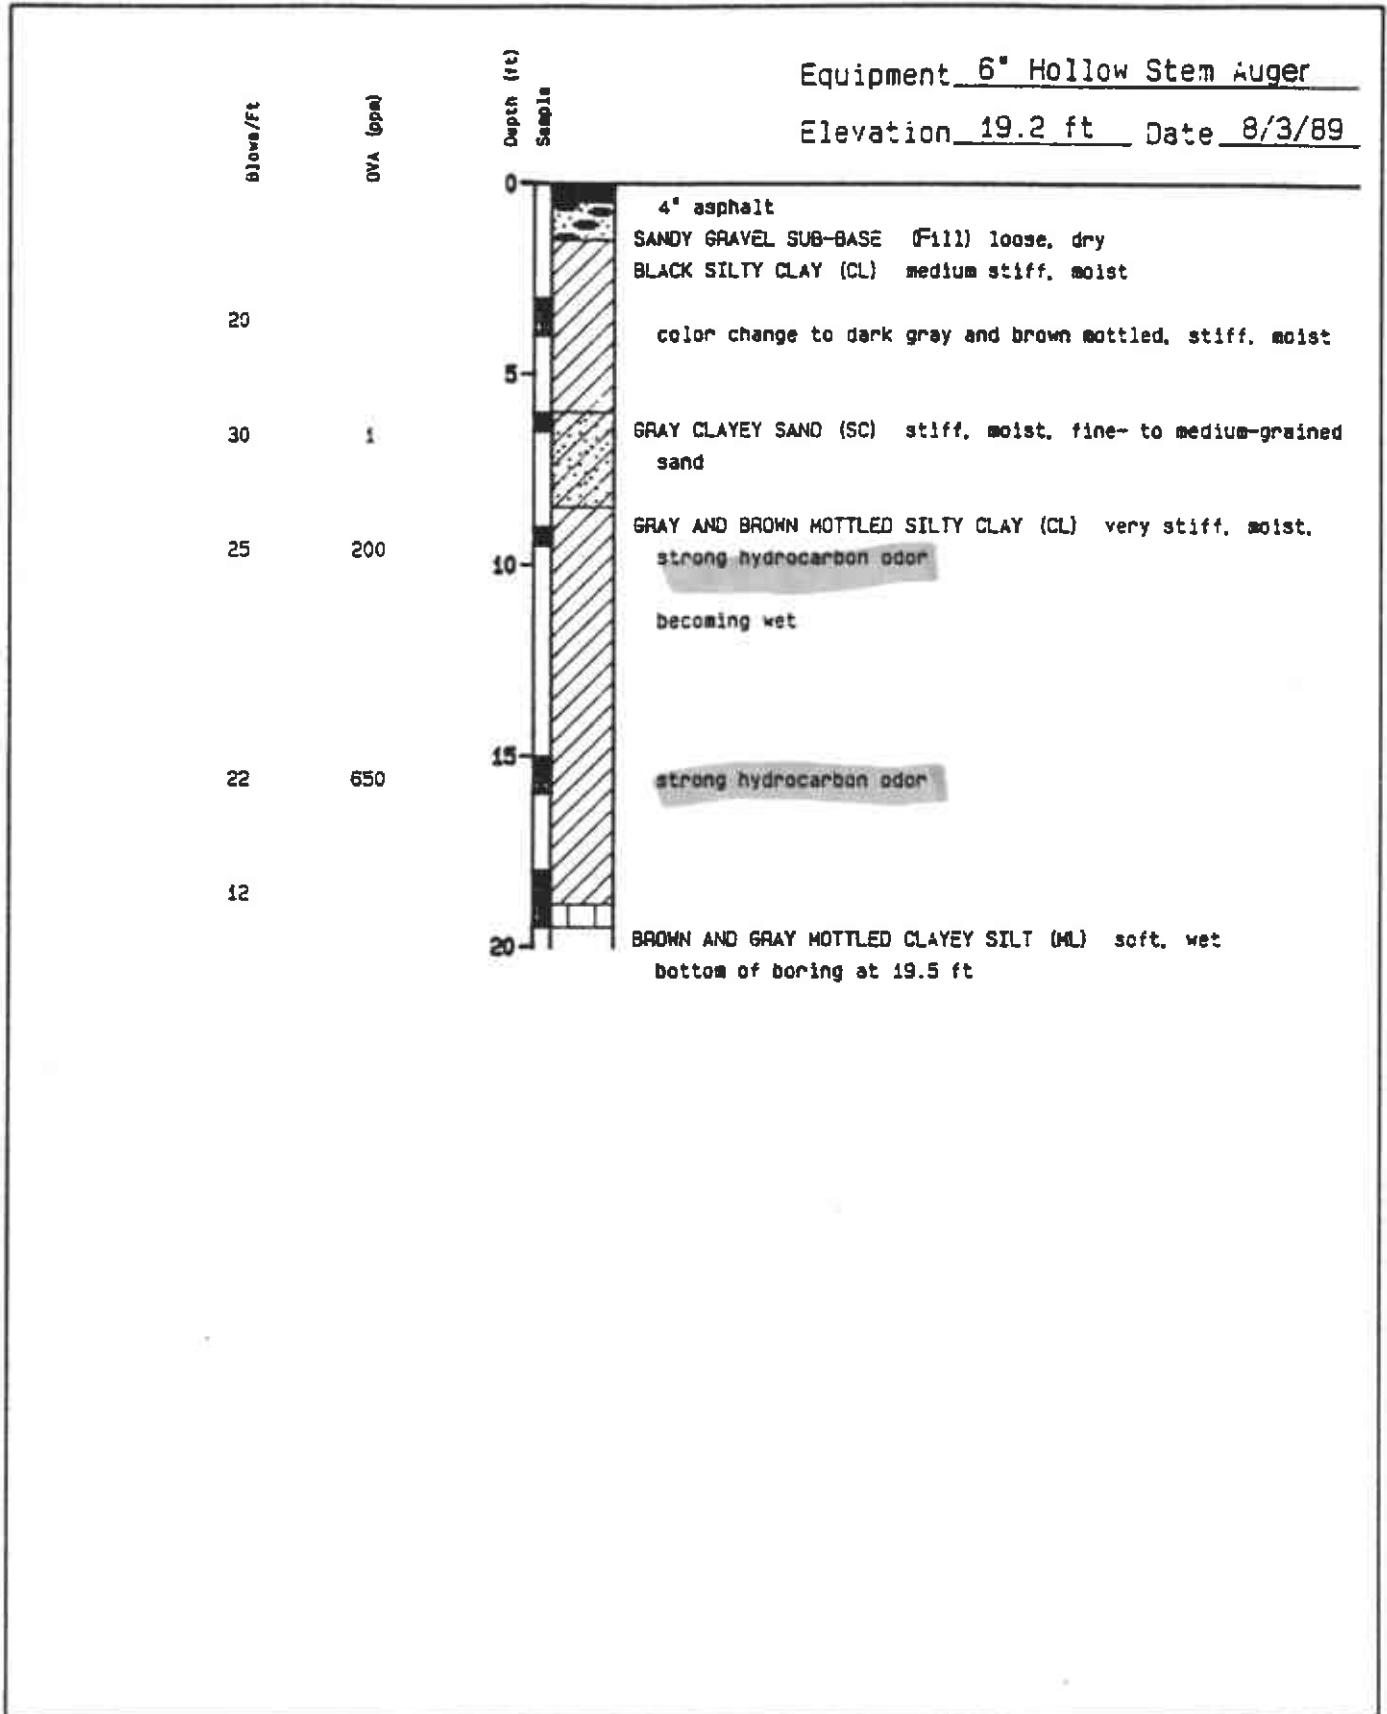 Equipment 6" Hollow Stem Auger
Elevation 19.2 ft Date 8/3/89
Blows/Ft OVA (ppm) Depth (ft) Sample
0
4" asphalt
SANDY GRAVEL SUB-BASE (Fill) loose, dry
BLACK SILTY CLAY (CL) medium stiff, moist
20
color change to dark gray and brown mottled, stiff, moist
5
30 1 GRAY CLAYEY SAND (SC) stiff, moist, fine- to medium-grained
sand
GRAY AND BROWN MOTTLED SILTY CLAY (CL) very stiff, moist,
25 200 10 strong hydrocarbon odor
becoming wet
15
22 650 strong hydrocarbon odor
12
20 BROWN AND GRAY MOTTLED CLAYEY SILT (ML) soft, wet
bottom of boring at 19.5 ft